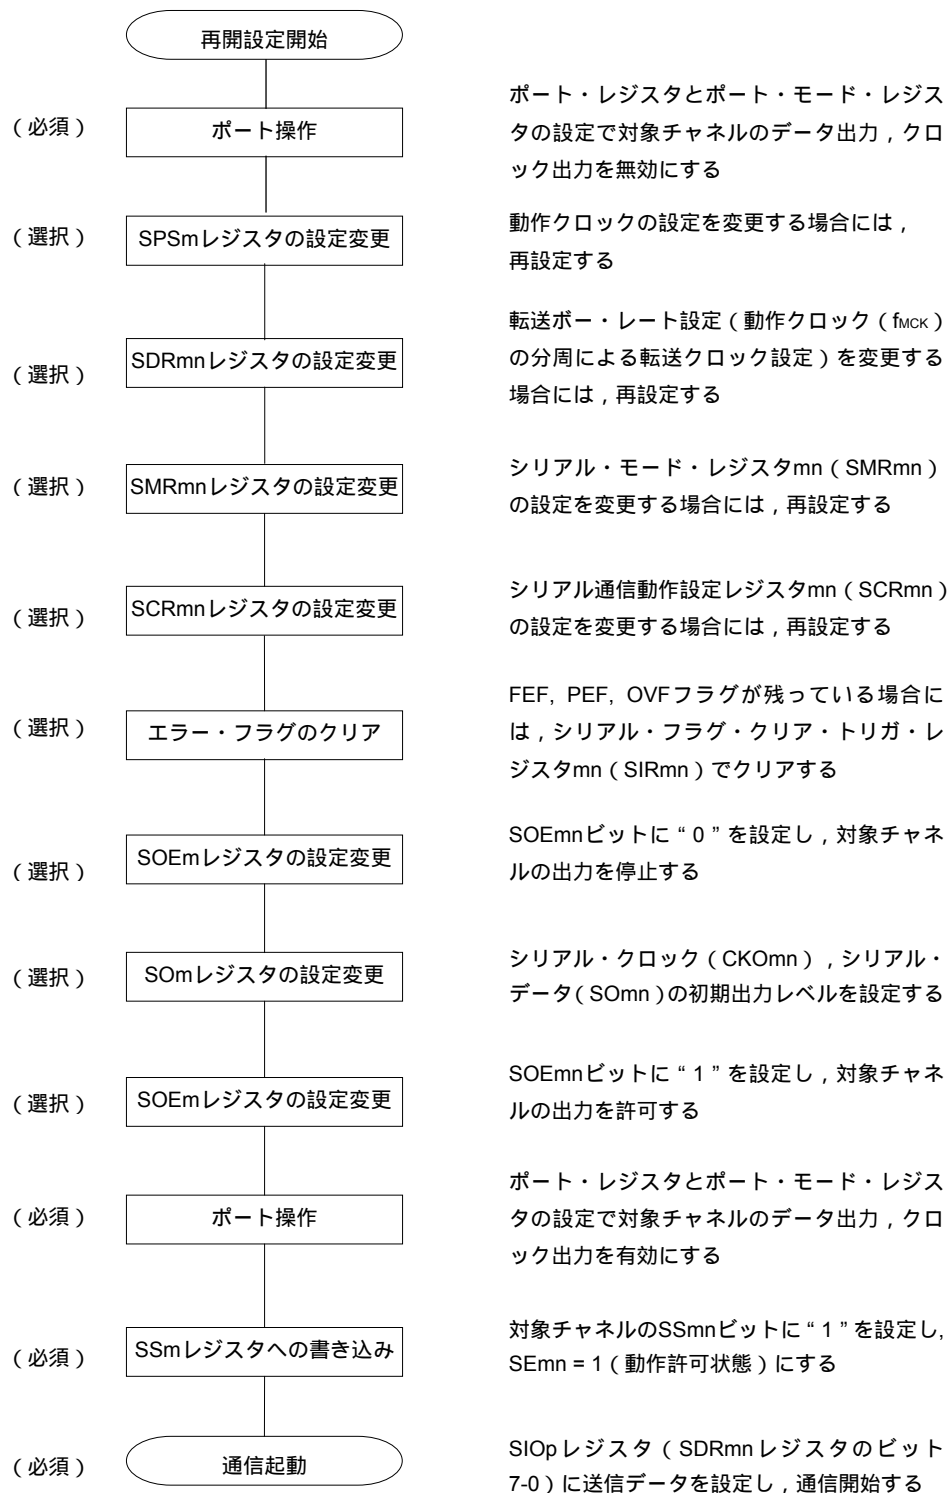 再開設定開始
（必須）
ポート操作
ポート・レジスタとポート・モード・レジス
タの設定で対象チャネルのデータ出力，クロ
ック出力を無効にする
（選択）
SPSmレジスタの設定変更
動作クロックの設定を変更する場合には，
再設定する
（選択）
SDRmnレジスタの設定変更
転送ボー・レート設定（動作クロック（fMCK）
の分周による転送クロック設定）を変更する
場合には，再設定する
（選択）
SMRmnレジスタの設定変更
シリアル・モード・レジスタmn（SMRmn）
の設定を変更する場合には，再設定する
（選択）
SCRmnレジスタの設定変更
シリアル通信動作設定レジスタmn（SCRmn）
の設定を変更する場合には，再設定する
（選択）
エラー・フラグのクリア
FEF, PEF, OVFフラグが残っている場合に
は，シリアル・フラグ・クリア・トリガ・レ
ジスタmn（SIRmn）でクリアする
（選択）
SOEmレジスタの設定変更
SOEmnビットに“0”を設定し，対象チャネ
ルの出力を停止する
（選択）
SOmレジスタの設定変更
シリアル・クロック（CKOmn），シリアル・
データ（SOmn）の初期出力レベルを設定する
（選択）
SOEmレジスタの設定変更
SOEmnビットに“1”を設定し，対象チャネ
ルの出力を許可する
（必須）
ポート操作
ポート・レジスタとポート・モード・レジス
タの設定で対象チャネルのデータ出力，クロ
ック出力を有効にする
（必須）
SSmレジスタへの書き込み
対象チャネルのSSmnビットに“1”を設定し,
SEmn = 1（動作許可状態）にする
（必須）
通信起動
SIOpレジスタ（SDRmnレジスタのビット
7-0）に送信データを設定し，通信開始する